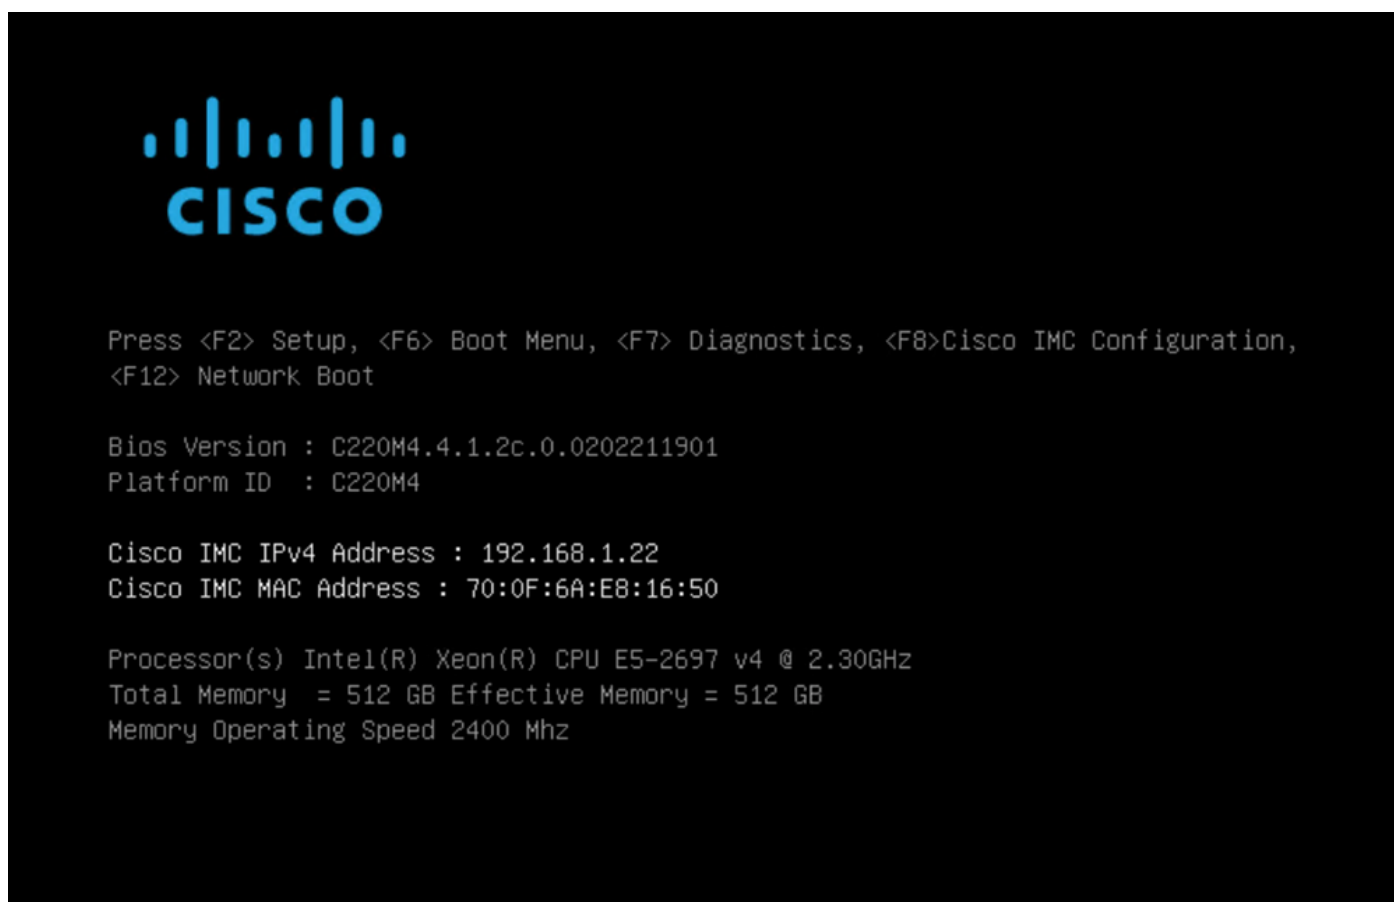 CISCO
Press <F2> Setup, <F6> Boot Menu, <F7> Diagnostics, <F8>Cisco IMC Configuration,
<F12> Network Boot
Bios Version : C220M4.4.1.2c.0.0202211901
Platform ID  : C220M4
Cisco IMC IPv4 Address : 192.168.1.22
Cisco IMC MAC Address : 70:0F:6A:E8:16:50
Processor(s) Intel(R) Xeon(R) CPU E5-2697 v4 @ 2.30GHz
Total Memory  = 512 GB Effective Memory = 512 GB
Memory Operating Speed 2400 Mhz